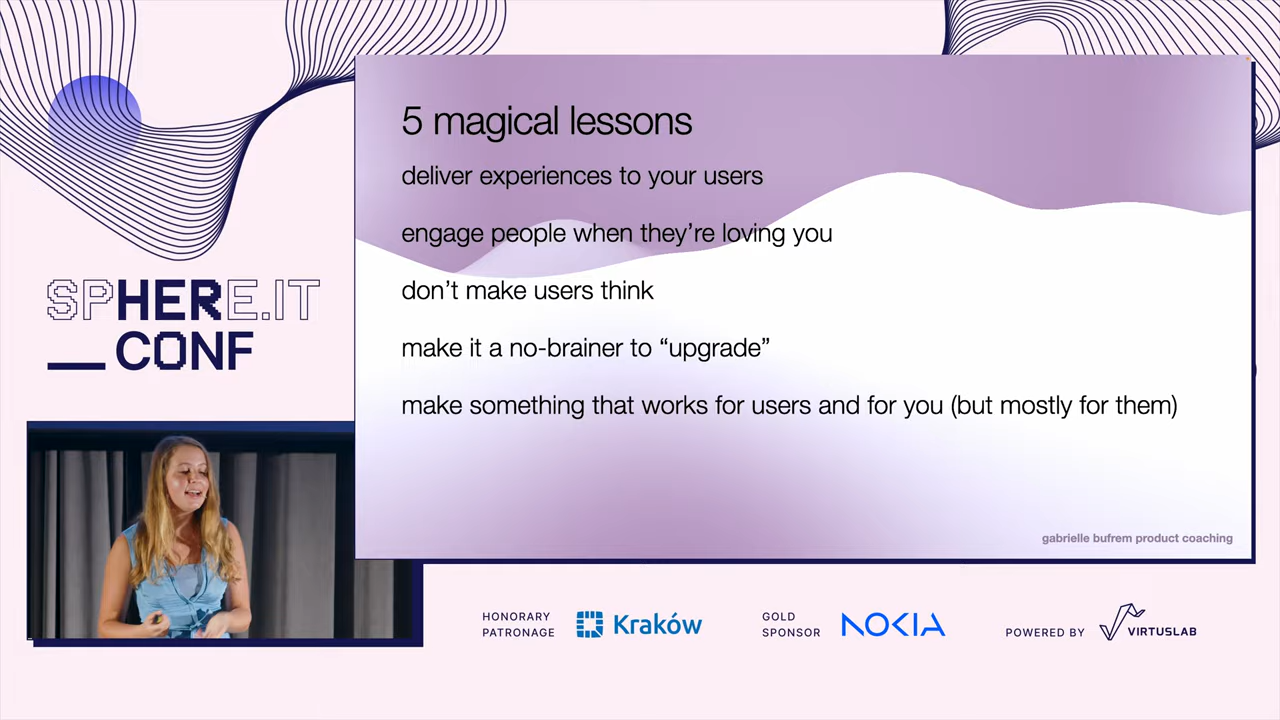 5 magical lessons
deliver experiences to your users
engage people when they’re loving you
don’t make users think
make it a no-brainer to “upgrade”
make something that works for users and for you (but mostly for them)
gabrielle bufrem product coaching
SPHERE.IT
CONF
HONORARY
PATRONAGE
Kraków
GOLD
SPONSOR
NOKIA
POWERED BY
VIRTUSLAB